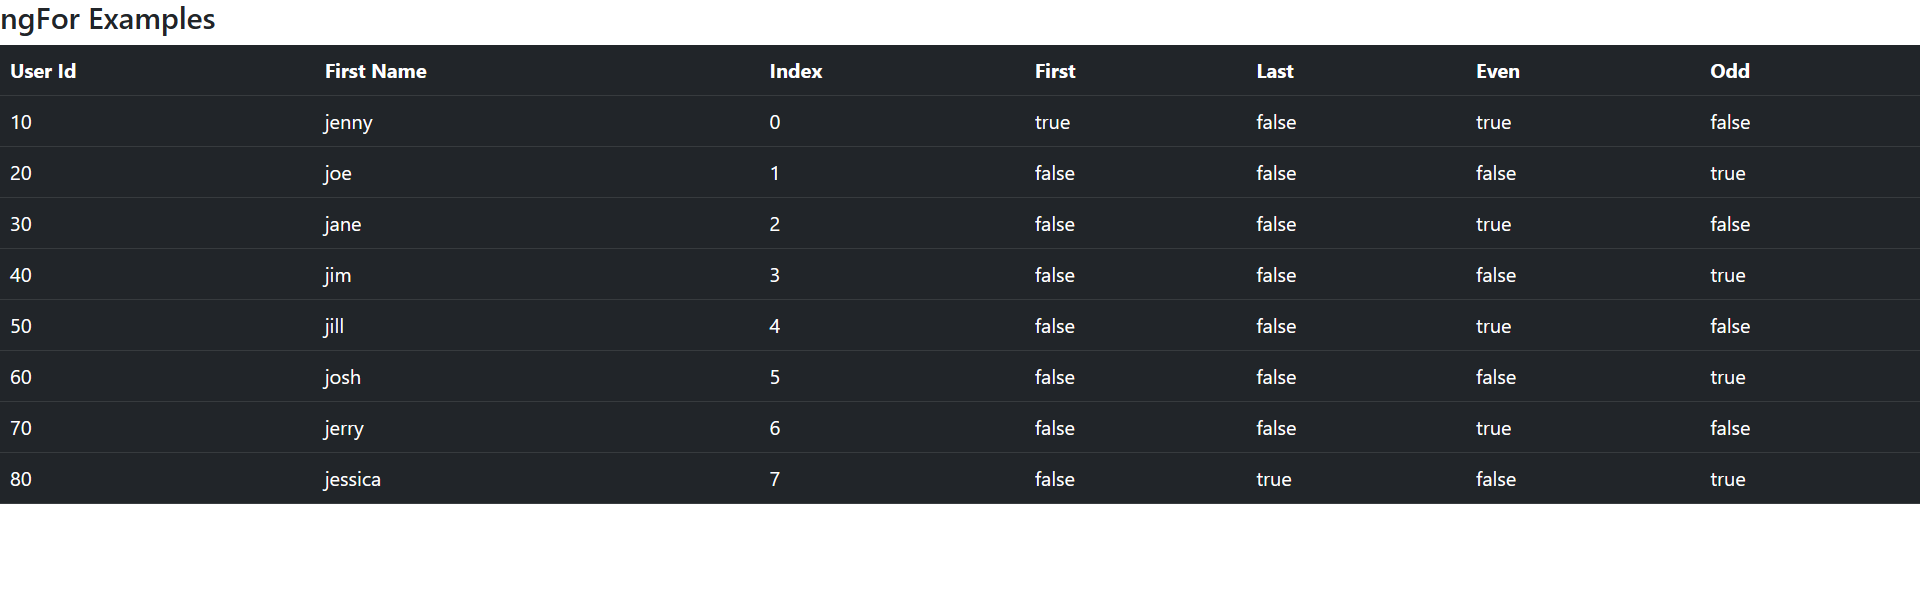 ngFor Examples
User Id First Name Index First Last Even Odd
10 jenny 0 true false true false
20 joe 1 false false false true
30 jane 2 false false true false
40 jim 3 false false false true
50 jill 4 false false true false
60 josh 5 false false false true
70 jerry 6 false false true false
80 jessica 7 false true false true